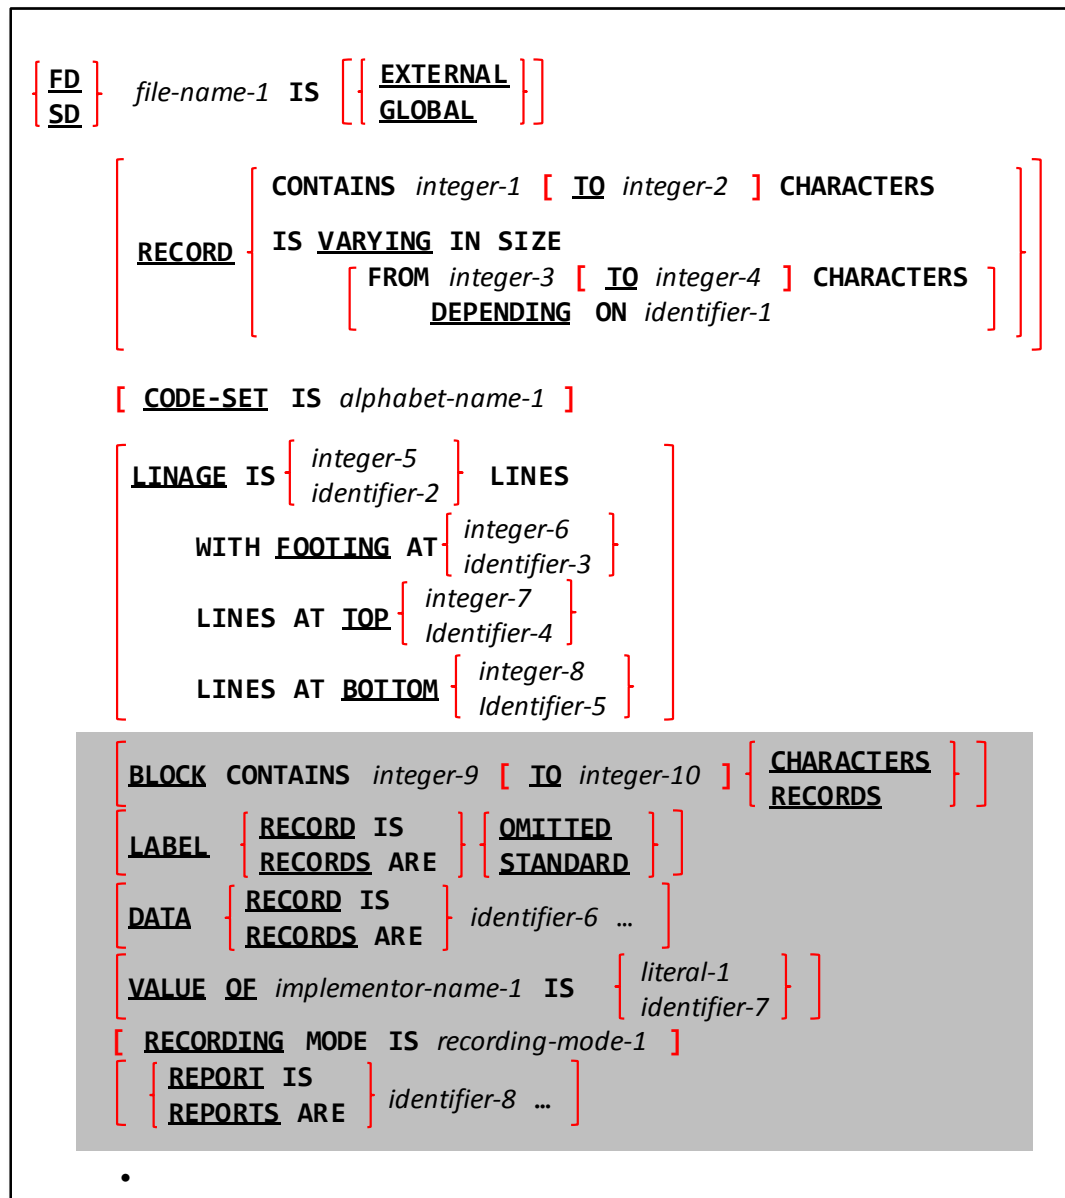 FD
SD
file-name-1 IS
EXTERNAL
GLOBAL
CONTAINS integer-1 [ TO integer-2 ] CHARACTERS
RECORD
IS VARYING IN SIZE
FROM integer-3 [ TO integer-4 ] CHARACTERS
DEPENDING ON identifier-1
[ CODE-SET IS alphabet-name-1 ]
LINAGE IS
integer-5
identifier-2
LINES
WITH FOOTING AT
integer-6
identifier-3
LINES AT TOP
integer-7
Identifier-4
LINES AT BOTTOM
integer-8
Identifier-5
BLOCK CONTAINS integer-9 [ TO integer-10 ]
CHARACTERS
RECORDS
LABEL
RECORD IS
RECORDS ARE
OMITTED
STANDARD
DATA
RECORD IS
RECORDS ARE
identifier-6 …
VALUE OF implementor-name-1 IS
literal-1
identifier-7
[ RECORDING MODE IS recording-mode-1 ]
REPORT IS
REPORTS ARE
identifier-8 …
•